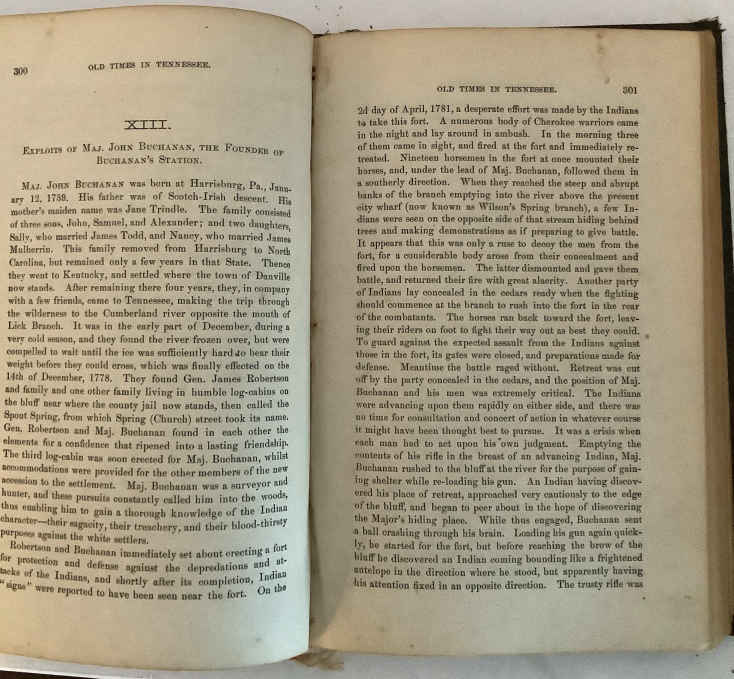 300
OLD TIMES IN TENNESSEE.
XIII.
EXPLOITS OF MAJ. JOHN BUCHANAN, THE FOUNDER OF
BUCHANAN'S STATION.
MAJ. JOHN BUCHANAN was born at Harrisburg, Pa., Janu-
ary 12, 1759. His father was of Scotch-Irish descent. His
mother's maiden name was Jane Trindle. The family consisted
of three sons, John, Samuel, and Alexander; and two daughters,
Sally, who married James Todd, and Nancy, who married James
Mulherrin. This family removed from Harrisburg to North
Carolina, but remained only a few years in that State. Thence
they went to Kentucky, and settled where the town of Danville
now stands. After remaining there four years, they, in company
with a few friends, came to Tennessee, making the trip through
the wilderness to the Cumberland river opposite the mouth of
Lick Branch. It was in the early part of December, during a
very cold season, and they found the river frozen over, but were
compelled to wait until the ice was sufficiently hard to bear their
weight before they could cross, which was finally effected on the
14th of December, 1778. They found Gen. James Robertson
and family and one other family living in humble log-cabins on
the bluff near where the county jail now stands, then called the
Spout Spring, from which Spring (Church) street took its name.
Gen. Robertson and Maj. Buchanan found in each other the
elements for a confidence that ripened into a lasting friendship.
The third log-cabin was soon erected for Maj. Buchanan, whilst
accommodations were provided for the other members of the new
accession to the settlement. Maj. Buchanan was a surveyor and
hunter, and these pursuits constantly called him into the woods,
thus enabling him to gain a thorough knowledge of the Indian
character—their sagacity, their treachery, and their blood-thirsty
purposes against the white settlers.
Robertson and Buchanan immediately set about erecting a fort
for protection and defense against the depredations and at-
tacks of the Indians, and shortly after its completion, Indian
"signs" were reported to have been seen near the fort. On the
OLD TIMES IN TENNESSEE.
301
2d day of April, 1781, a desperate effort was made by the Indians
to take this fort. A numerous body of Cherokee warriors came
in the night and lay around in ambush. In the morning three
of them came in sight, and fired at the fort and immediately re-
treated. Nineteen horsemen in the fort at once mounted their
horses, and, under the lead of Maj. Buchanan, followed them in
a southerly direction. When they reached the steep and abrupt
banks of the branch emptying into the river above the present
city wharf (now known as Wilson's Spring branch), a few In-
dians were seen on the opposite side of that stream hiding behind
trees and making demonstrations as if preparing to give battle.
It appears that this was only a ruse to decoy the men from the
fort, for a considerable body arose from their concealment and
fired upon the horsemen. The latter dismounted and gave them
battle, and returned their fire with great alacrity. Another party
of Indians lay concealed in the cedars ready when the fighting
should commence at the branch to rush into the fort in the rear
of the combatants. The horses ran back toward the fort, leav-
ing their riders on foot to fight their way out as best they could.
To guard against the expected assault from the Indians against
those in the fort, its gates were closed, and preparations made for
defense. Meantime the battle raged without. Retreat was cut
off by the party concealed in the cedars, and the position of Maj.
Buchanan and his men was extremely critical. The Indians
were advancing upon them rapidly on either side, and there was
no time for consultation and concert of action in whatever course
it might have been thought best to pursue. It was a crisis when
each man had to act upon his own judgment. Emptying the
contents of his rifle in the breast of an advancing Indian, Maj.
Buchanan rushed to the bluff at the river for the purpose of gain-
ing shelter while re-loading his gun. An Indian having discov-
ered his place of retreat, approached very cautiously to the edge
of the bluff, and began to peer about in the hope of discovering
the Major's hiding place. While thus engaged, Buchanan sent
a ball crashing through his brain. Loading his gun again quick-
ly, he started for the fort, but before reaching the brow of the
bluff he discovered an Indian coming bounding like a frightened
antelope in the direction where he stood, but apparently having
his attention fixed in an opposite direction. The trusty rifle was